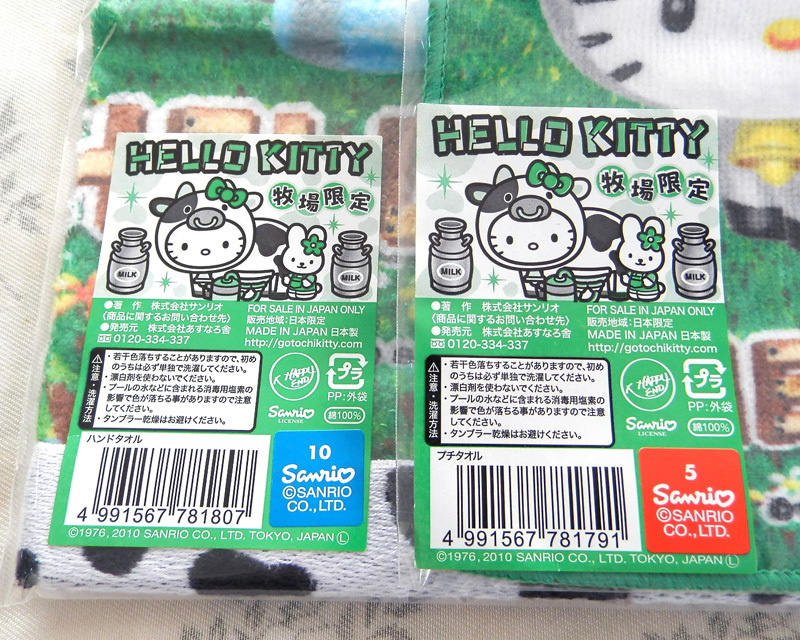 HELLO KITTY
牧場限定
MILK
MILK
●著 作 株式会社サンリオ
〈商品に関するお問い合わせ先〉
●発売元 株式会社あすなろ舎
0120-334-337
FOR SALE IN JAPAN ONLY
販売地域:日本限定
MADE IN JAPAN 日本製
http://gotochikitty.com
⚠注意・洗濯方法
・若干色落ちすることがありますので、初め
のうちは必ず単独で洗濯してください。
・漂白剤を使わないでください。
・プールの水などに含まれる消毒用塩素の
影響で色が落ちる事がありますので注意
してください。
・タンブラー乾燥はお避けください。
HAPPY
END
プラ
PP:外袋
Sanrio
LICENSE
綿100%
ハンドタオル
4 991567 781807
10
Sanrio
©SANRIO
CO., LTD.
©1976, 2010 SANRIO CO., LTD. TOKYO, JAPAN Ⓛ
HELLO KITTY
牧場限定
MILK
MILK
●著 作 株式会社サンリオ
〈商品に関するお問い合わせ先〉
●発売元 株式会社あすなろ舎
0120-334-337
FOR SALE IN JAPAN ONLY
販売地域:日本限定
MADE IN JAPAN 日本製
http://gotochikitty.com
⚠注意・洗濯方法
・若干色落ちすることがありますので、初め
のうちは必ず単独で洗濯してください。
・漂白剤を使わないでください。
・プールの水などに含まれる消毒用塩素の
影響で色が落ちる事がありますので注意
してください。
・タンブラー乾燥はお避けください。
HAPPY
END
プラ
PP:外袋
Sanrio
LICENSE
綿100%
プチタオル
4 991567 781791
5
Sanrio
©SANRIO
CO., LTD.
©1976, 2010 SANRIO CO., LTD. TOKYO, JAPAN Ⓛ